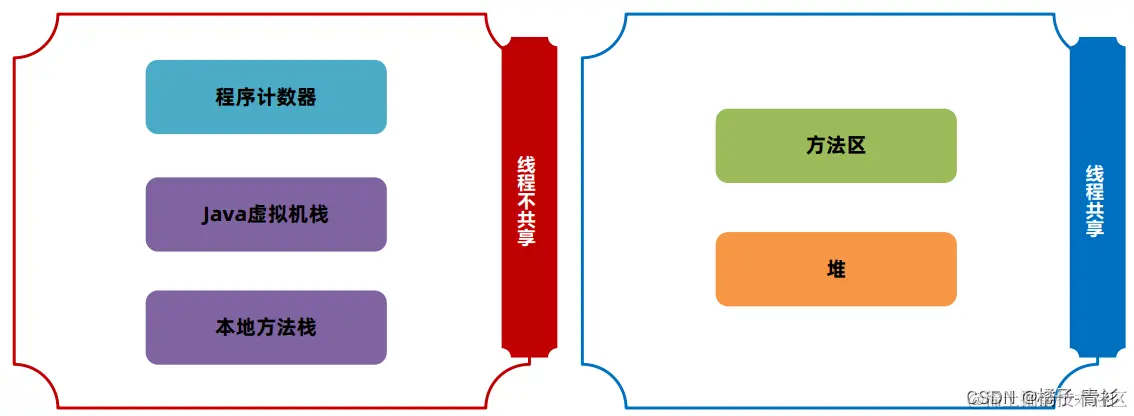 程序计数器
Java虚拟机栈
本地方法栈
线程不共享
方法区
堆
线程共享
CSDN @橘子-青衫